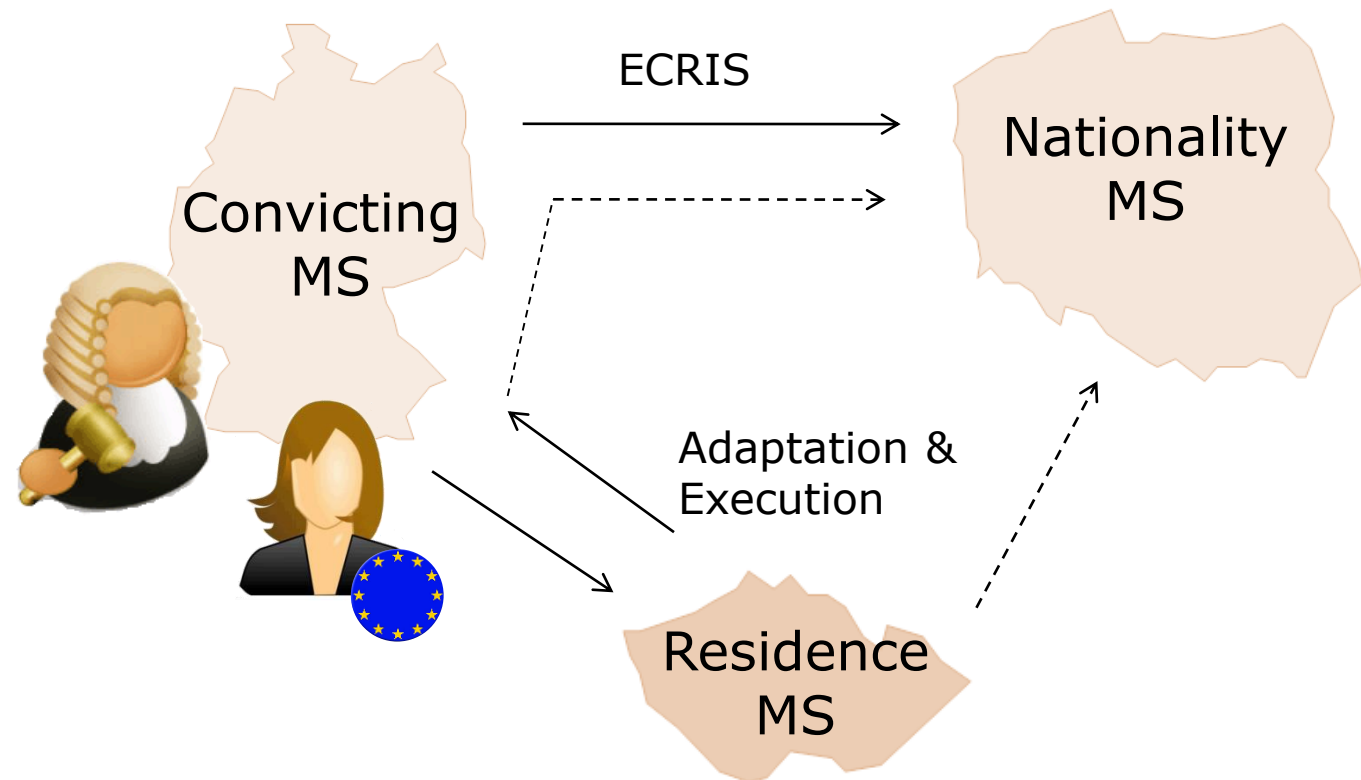 ECRIS
Nationality
MS
Convicting
MS
Adaptation &
Execution
Residence
MS